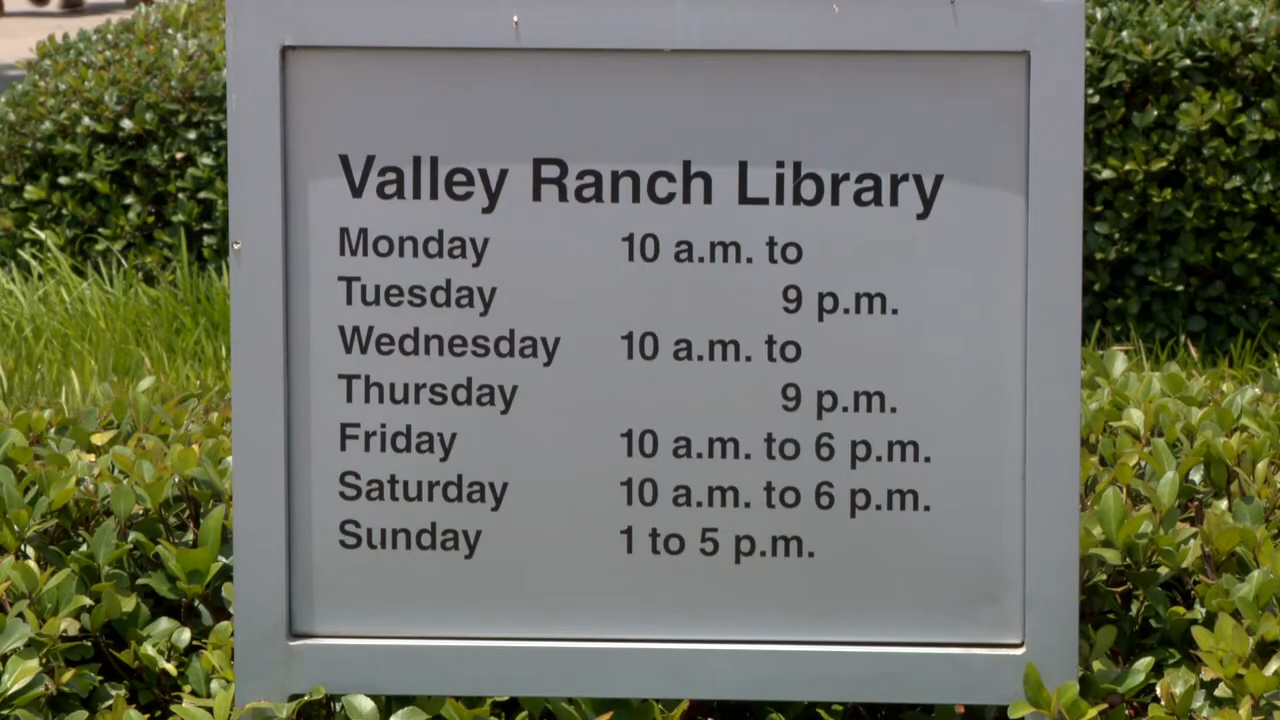 Valley Ranch Library
Monday 10 a.m. to
Tuesday 9 p.m.
Wednesday 10 a.m. to
Thursday 9 p.m.
Friday 10 a.m. to 6 p.m.
Saturday 10 a.m. to 6 p.m.
Sunday 1 to 5 p.m.